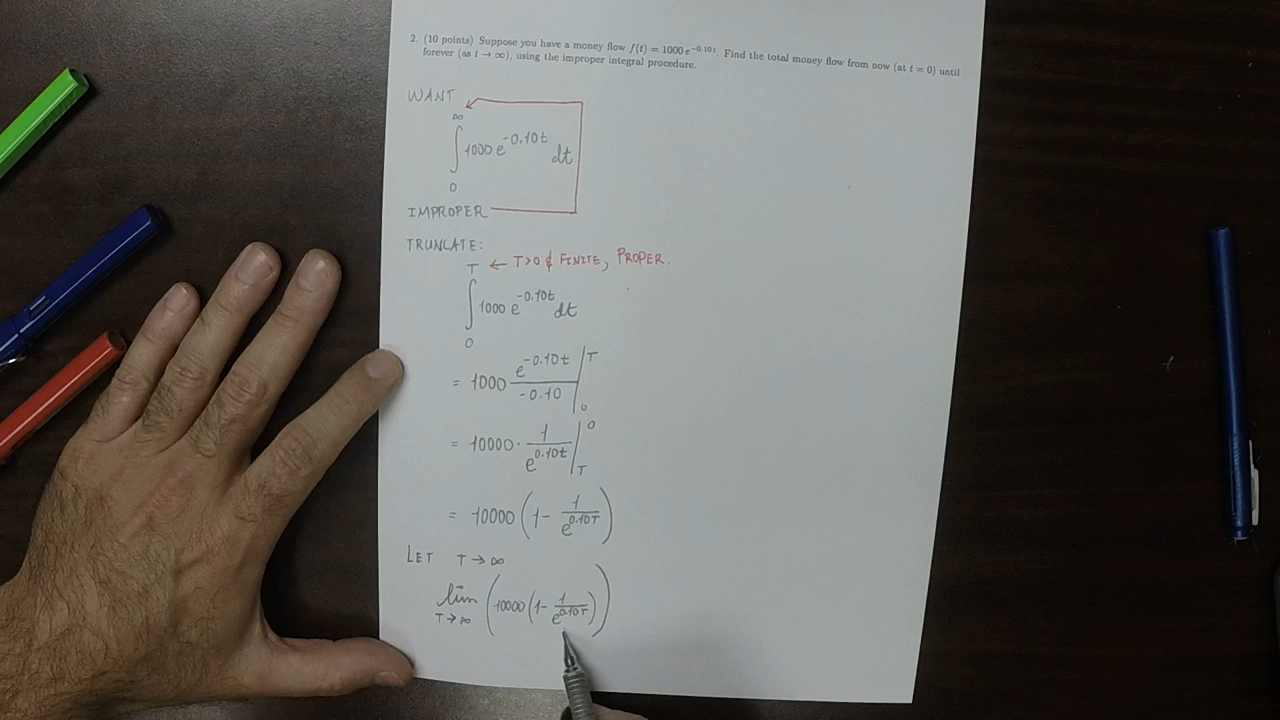 2. (10 points) Suppose you have a money flow f(t) = 1000 e^{-0.10t}. Find the total money flow from now (at t = 0) until
forever (as t → ∞), using the improper integral procedure.
WANT
∫_0^∞ 1000 e^{-0.10t} dt
IMPROPER
TRUNCATE:
T ← T>0 & FINITE, PROPER.
∫_0^T 1000 e^{-0.10t} dt
= 1000 e^{-0.10t}/-0.10 |_0^T
= 10000 · 1/e^{0.10t} |_T^0
= 10000 (1 - 1/e^{0.10T})
LET T → ∞
lim_{T→∞} (10000 (1 - 1/e^{0.10T}))